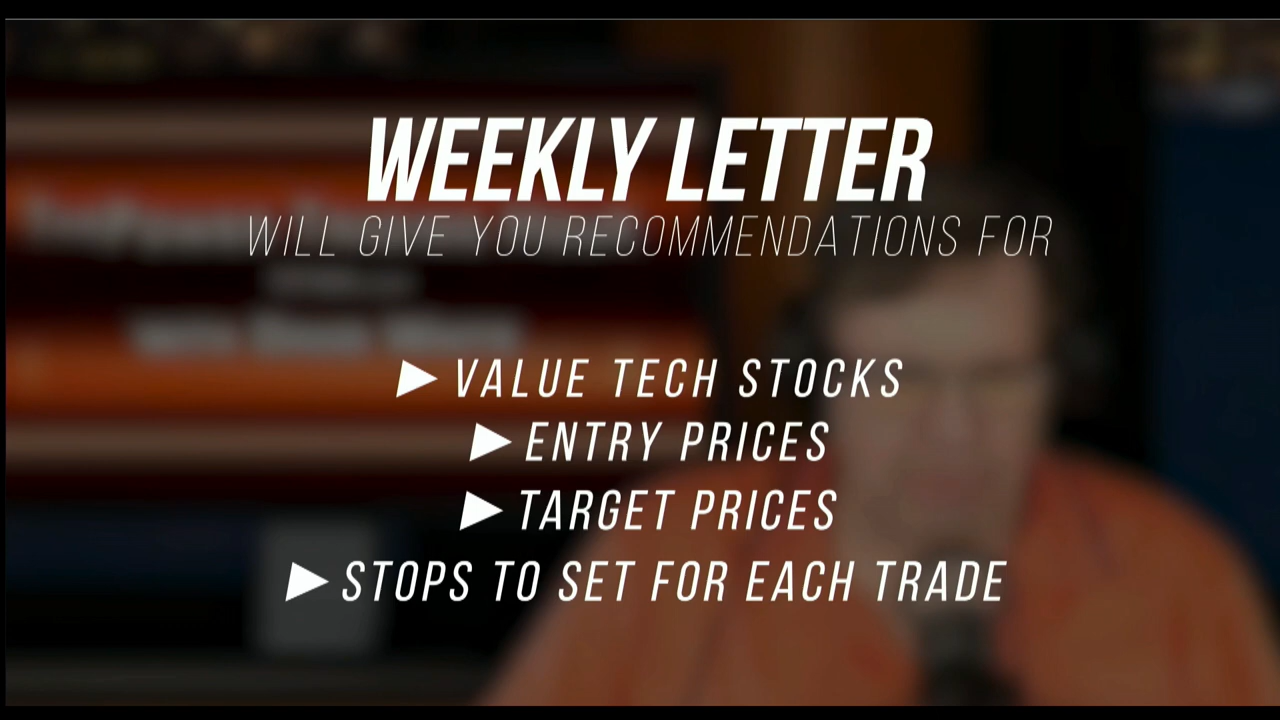 WEEKLY LETTER
WILL GIVE YOU RECOMMENDATIONS FOR
▶ VALUE TECH STOCKS
▶ ENTRY PRICES
▶ TARGET PRICES
▶ STOPS TO SET FOR EACH TRADE